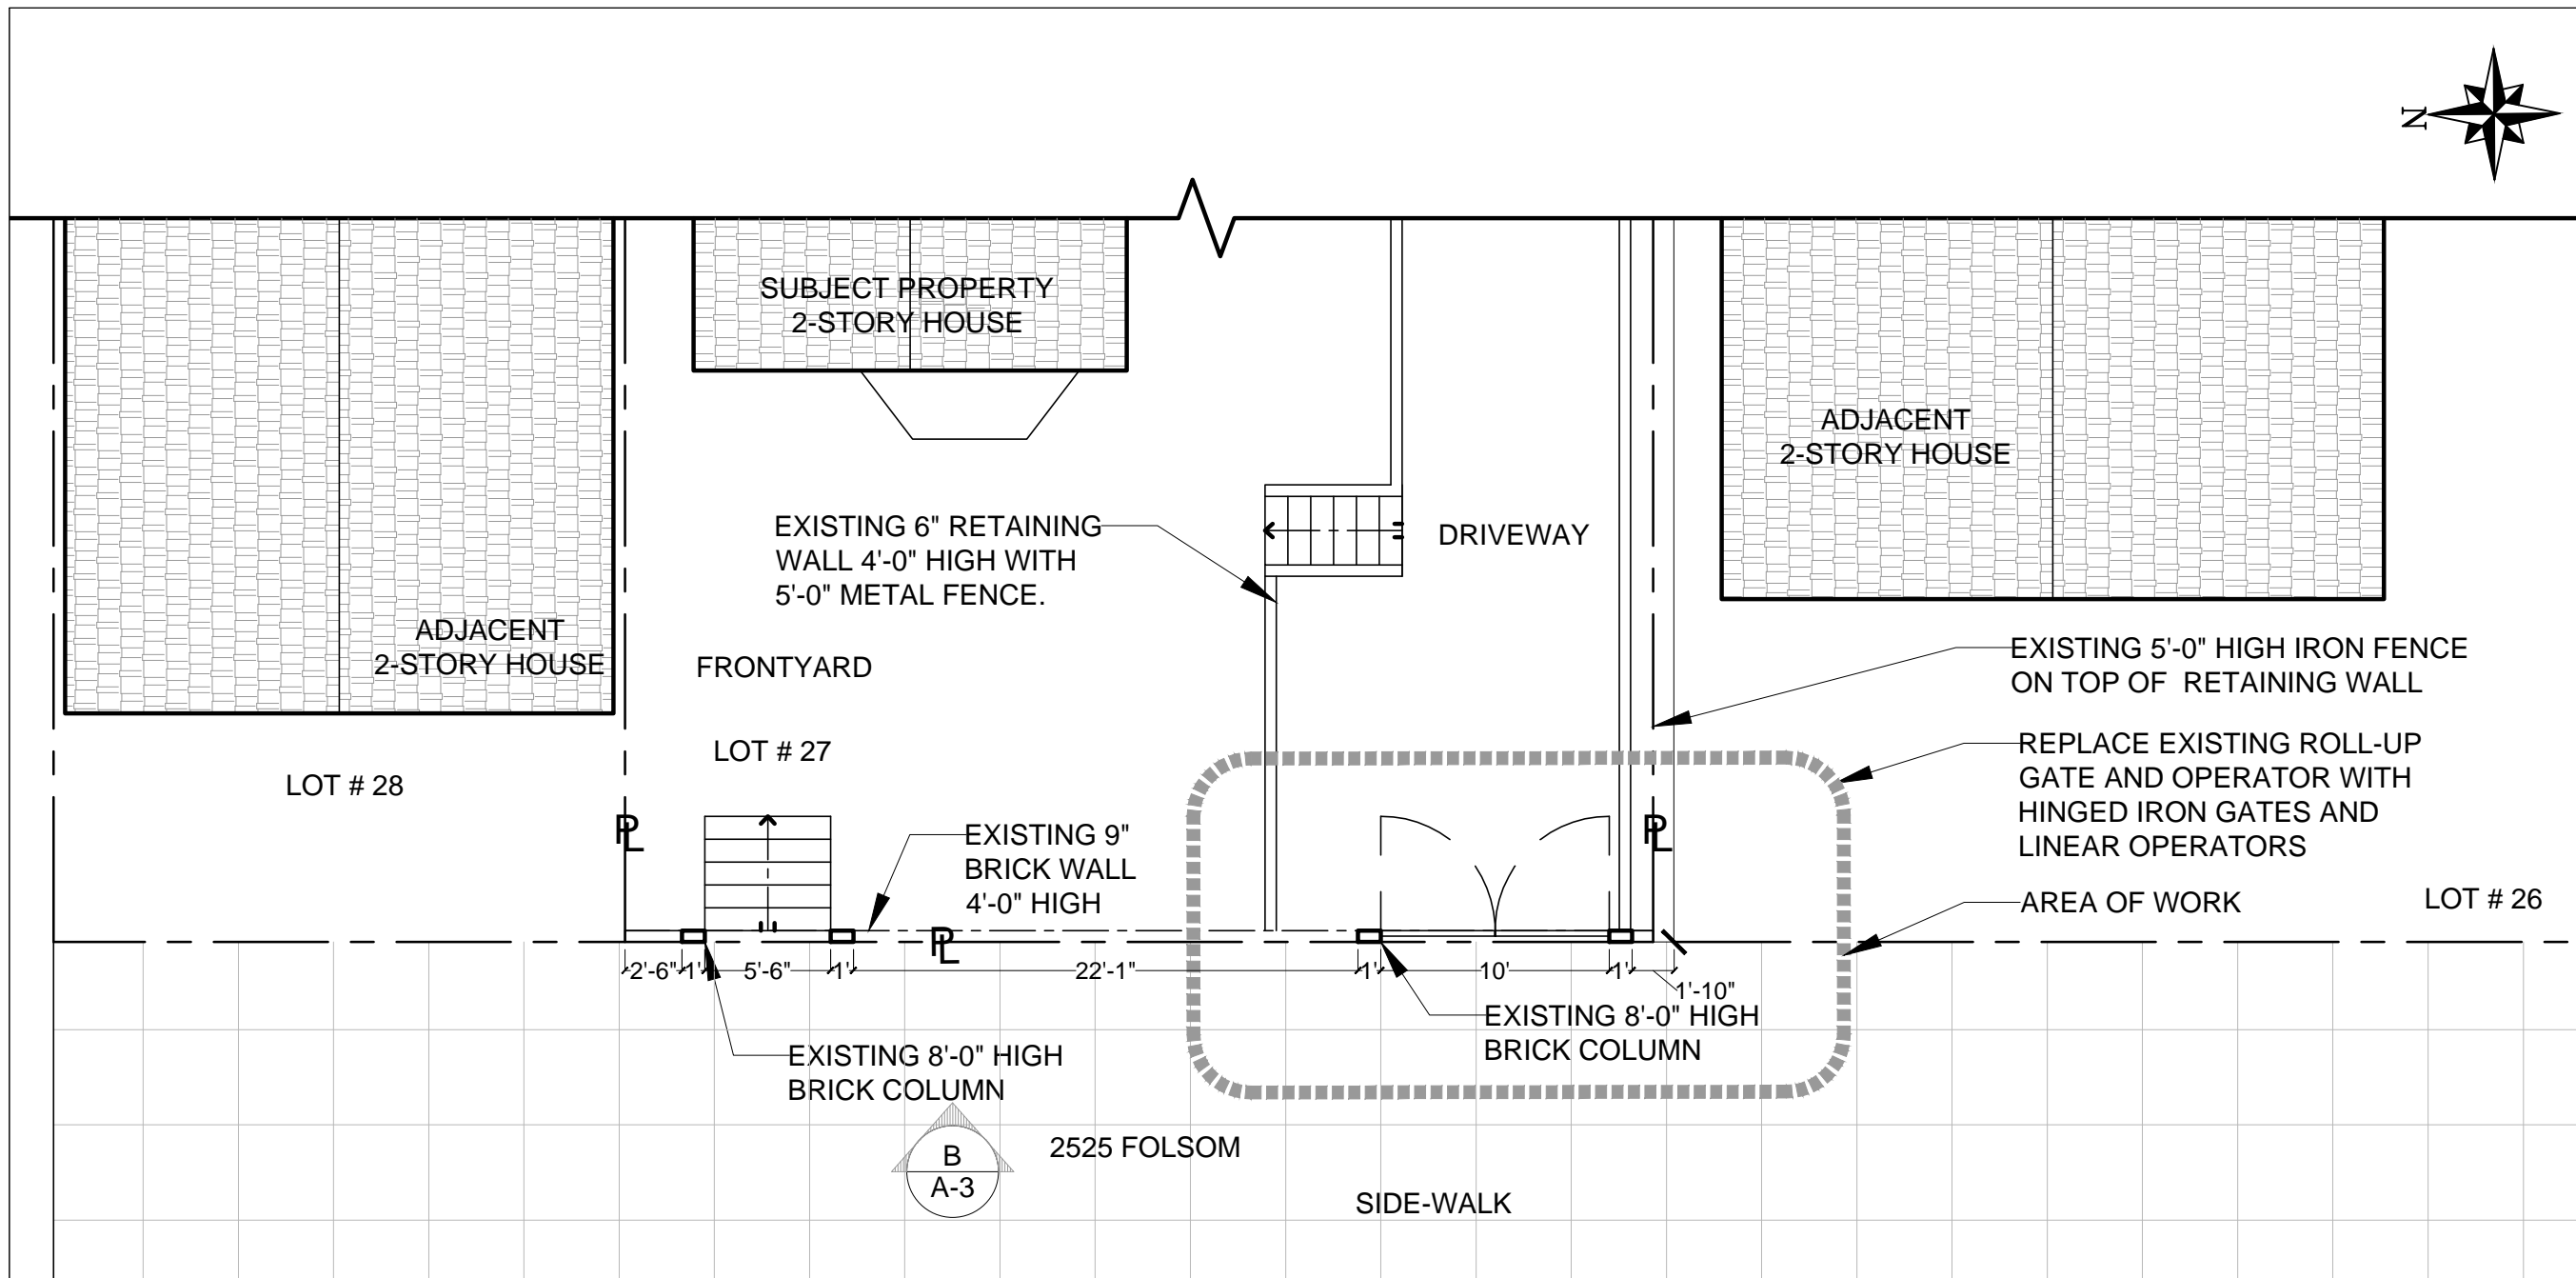 N
SUBJECT PROPERTY
2-STORY HOUSE
ADJACENT
2-STORY HOUSE
EXISTING 6" RETAINING
WALL 4'-0" HIGH WITH
5'-0" METAL FENCE.
DRIVEWAY
ADJACENT
2-STORY HOUSE
FRONTYARD
EXISTING 5'-0" HIGH IRON FENCE
ON TOP OF RETAINING WALL
LOT # 27
LOT # 28
REPLACE EXISTING ROLL-UP
GATE AND OPERATOR WITH
HINGED IRON GATES AND
LINEAR OPERATORS
PL
EXISTING 9"
BRICK WALL
4'-0" HIGH
PL
AREA OF WORK
LOT # 26
PL
2'-6" 1' 5'-6" 1' 22'-1" 1' 10' 1'
1'-10"
EXISTING 8'-0" HIGH
BRICK COLUMN
EXISTING 8'-0" HIGH
BRICK COLUMN
B
A-3
2525 FOLSOM
SIDE-WALK